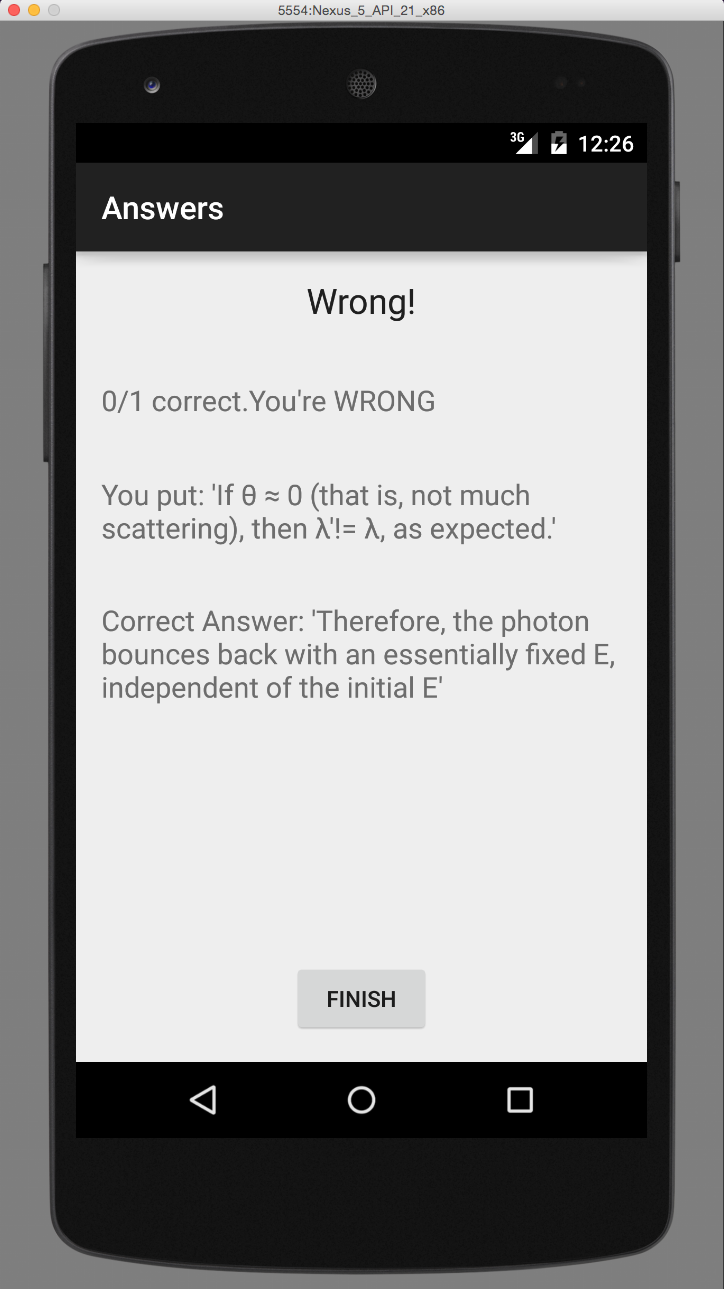 5554:Nexus_5_API_21_x86
3G 12:26
Answers
Wrong!
0/1 correct.You're WRONG
You put: 'If θ ≈ 0 (that is, not much
scattering), then λ'!= λ, as expected.'
Correct Answer: 'Therefore, the photon
bounces back with an essentially fixed E,
independent of the initial E'
FINISH